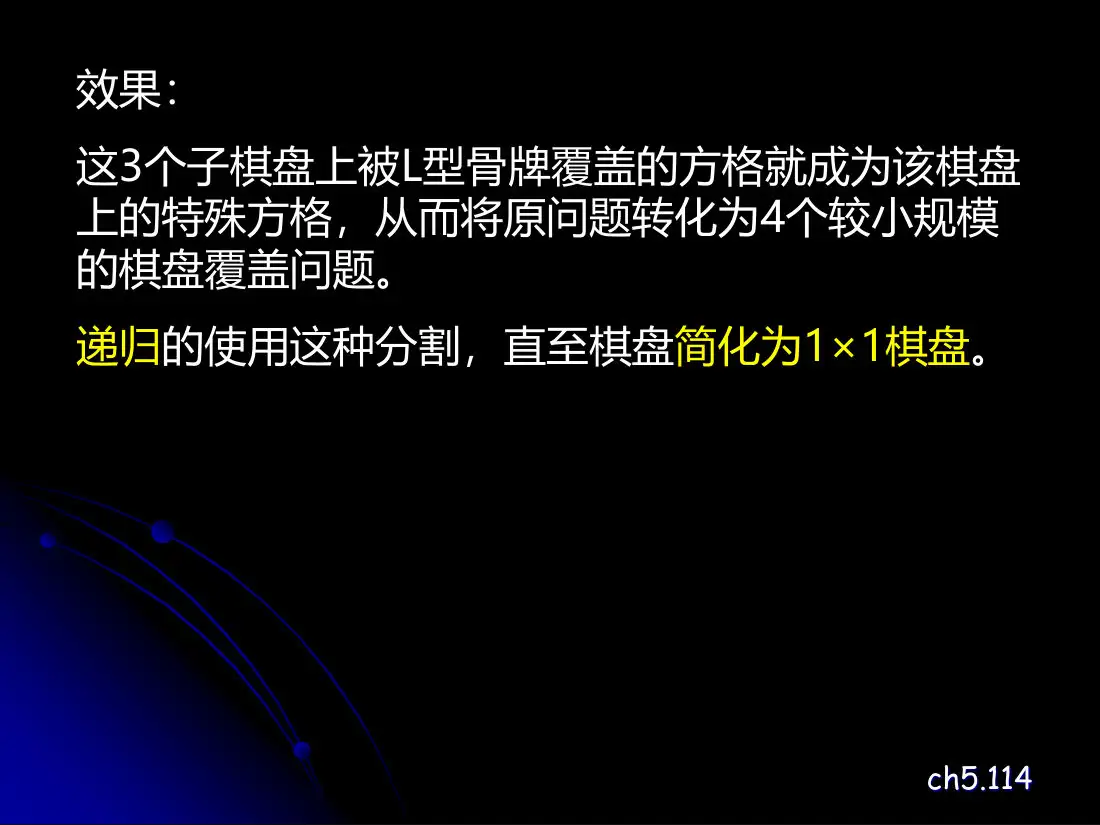 效果：
这3个子棋盘上被L型骨牌覆盖的方格就成为该棋盘
上的特殊方格，从而将原问题转化为4个较小规模
的棋盘覆盖问题。
递归的使用这种分割，直至棋盘简化为1×1棋盘。
ch5.114